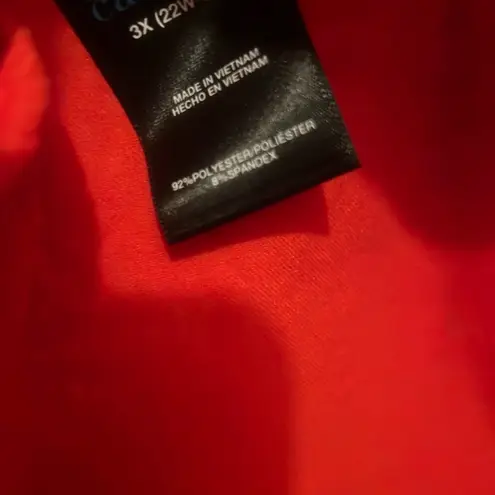 3X (22W
MADE IN VIETNAM
HECHO EN VIETNAM
92%POLYESTER/POLIÉSTER
8%SPANDEX